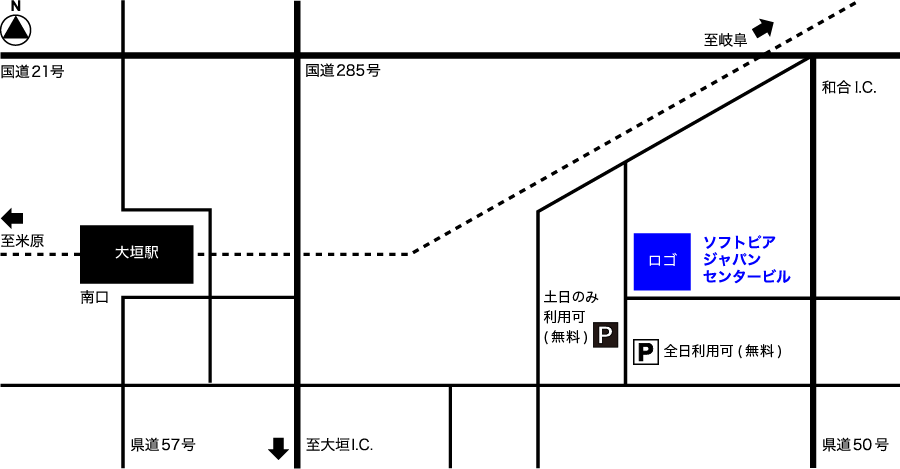 N
至岐阜
国道21号
国道285号
和合I.C.
至米原
大垣駅
南口
ロゴ
ソフトピア
ジャパン
センタービル
土日のみ
利用可
(無料)
P
P
全日利用可(無料)
県道57号
至大垣I.C.
県道50号